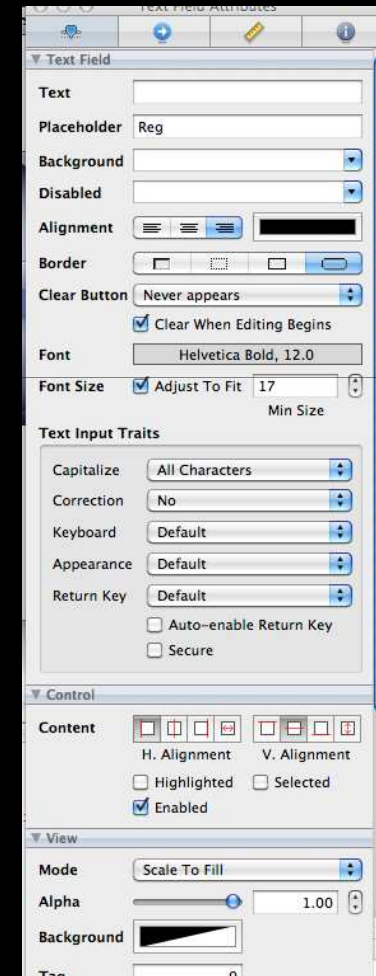 Text Field Attributes
Text Field
Text
Placeholder Reg
Background
Disabled
Alignment
Border
Clear Button Never appears
Clear When Editing Begins
Font Helvetica Bold, 12.0
Font Size Adjust To Fit 17
Min Size
Text Input Traits
Capitalize All Characters
Correction No
Keyboard Default
Appearance Default
Return Key Default
Auto-enable Return Key
Secure
Control
Content
H. Alignment V. Alignment
Highlighted Selected
Enabled
View
Mode Scale To Fill
Alpha 1.00
Background
Tag 0